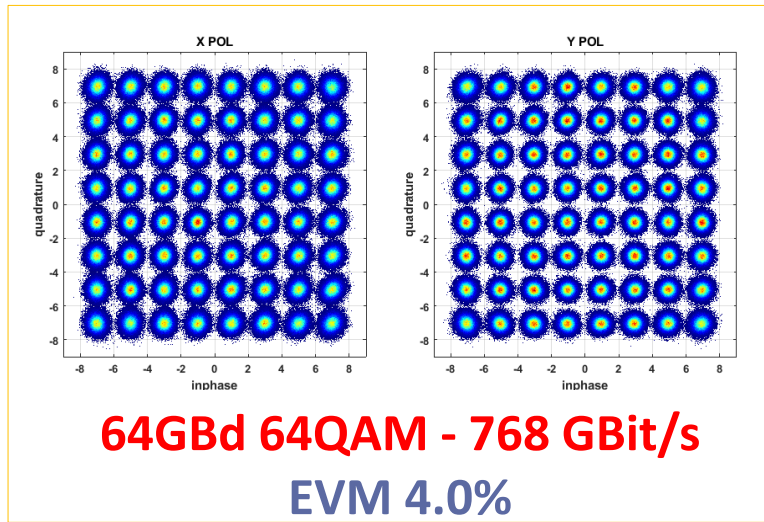 X POL
Y POL
8
6
4
2
0
-2
-4
-6
-8
quadrature
-8 -6 -4 -2 0 2 4 6 8
inphase
8
6
4
2
0
-2
-4
-6
-8
quadrature
-8 -6 -4 -2 0 2 4 6 8
inphase
64GBd 64QAM - 768 GBit/s
EVM 4.0%